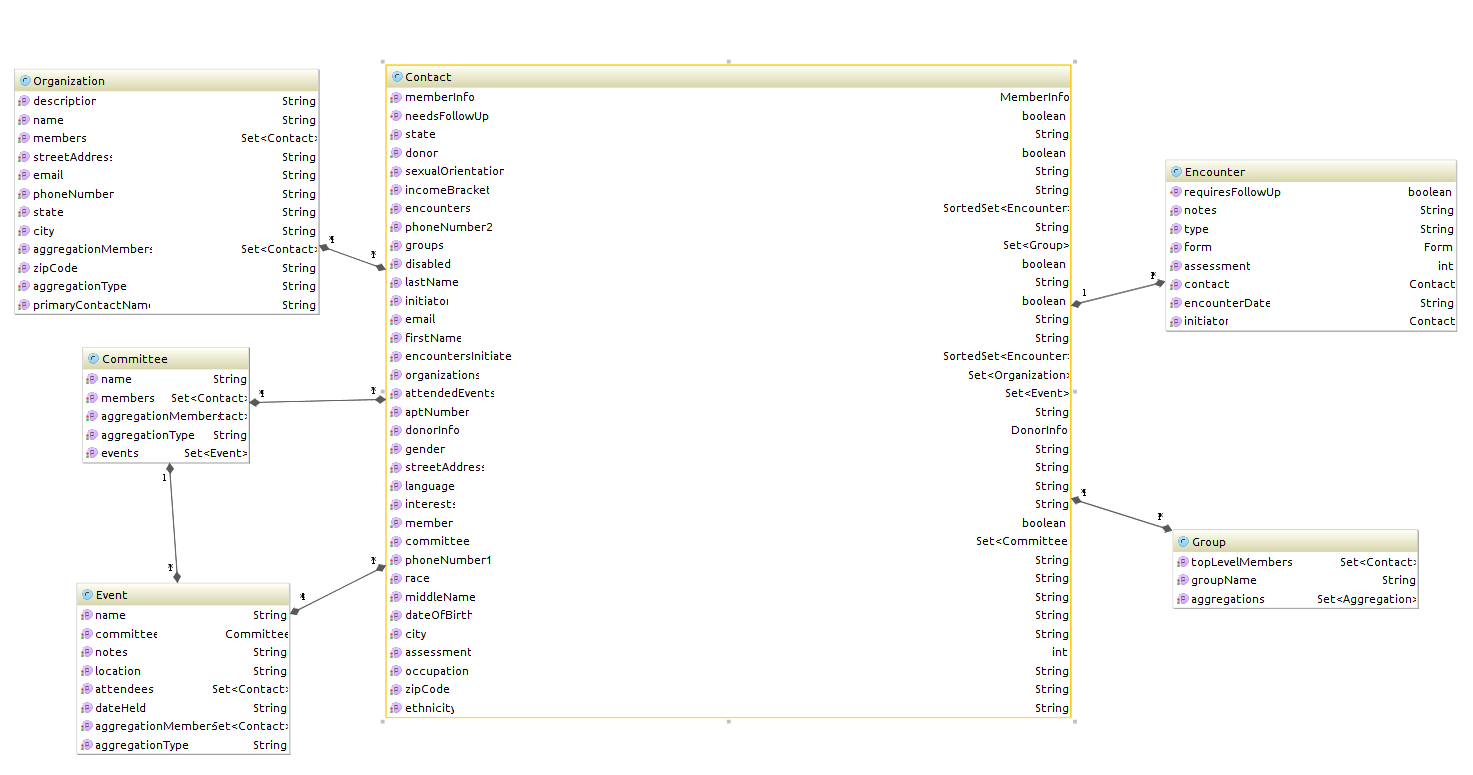 Organization
description String
name String
members Set<Contact>
streetAddress String
email String
phoneNumber String
state String
city String
aggregationMembers Set<Contact>
zipCode String
aggregationType String
primaryContactName String
Contact
memberInfo MemberInfo
needsFollowUp boolean
state String
donor boolean
sexualOrientation String
incomeBracket String
encounters SortedSet<Encounter>
phoneNumber2 String
groups Set<Group>
disabled boolean
lastName String
initiator boolean
email String
firstName String
encountersInitiate SortedSet<Encounter>
organizations Set<Organization>
attendedEvents Set<Event>
aptNumber String
donorInfo DonorInfo
gender String
streetAddress String
language String
interests String
member boolean
committee Set<Committee
phoneNumber1 String
race String
middleName String
dateOfBirth String
city String
assessment int
occupation String
zipCode String
ethnicity String
Encounter
requiresFollowUp boolean
notes String
type String
form Form
assessment int
contact Contact
encounterDate String
initiator Contact
1
Committee
name String
members Set<Contact>
aggregationMembers tact>
aggregationType String
events Set<Event>
1
Event
name String
committee Committee
notes String
location String
attendees Set<Contact>
dateHeld String
aggregationMembers Set<Contact>
aggregationType String
Group
topLevelMembers Set<Contact>
groupName String
aggregations Set<Aggregation>